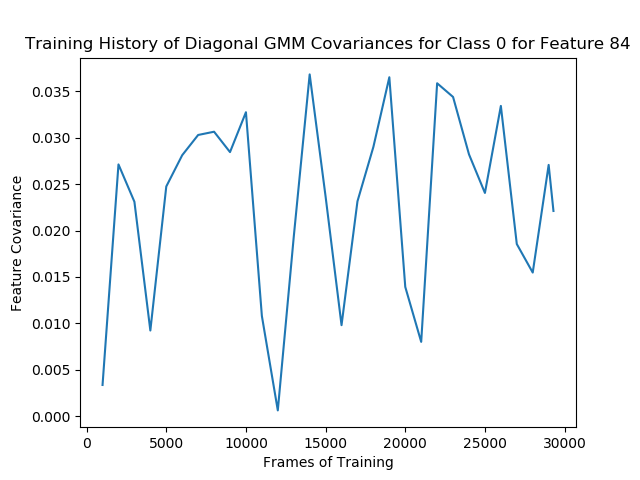 Training History of Diagonal GMM Covariances for Class 0 for Feature 84
0.035
0.030
0.025
0.020
0.015
0.010
0.005
0.000
Feature Covariance
0 5000 10000 15000 20000 25000 30000
Frames of Training